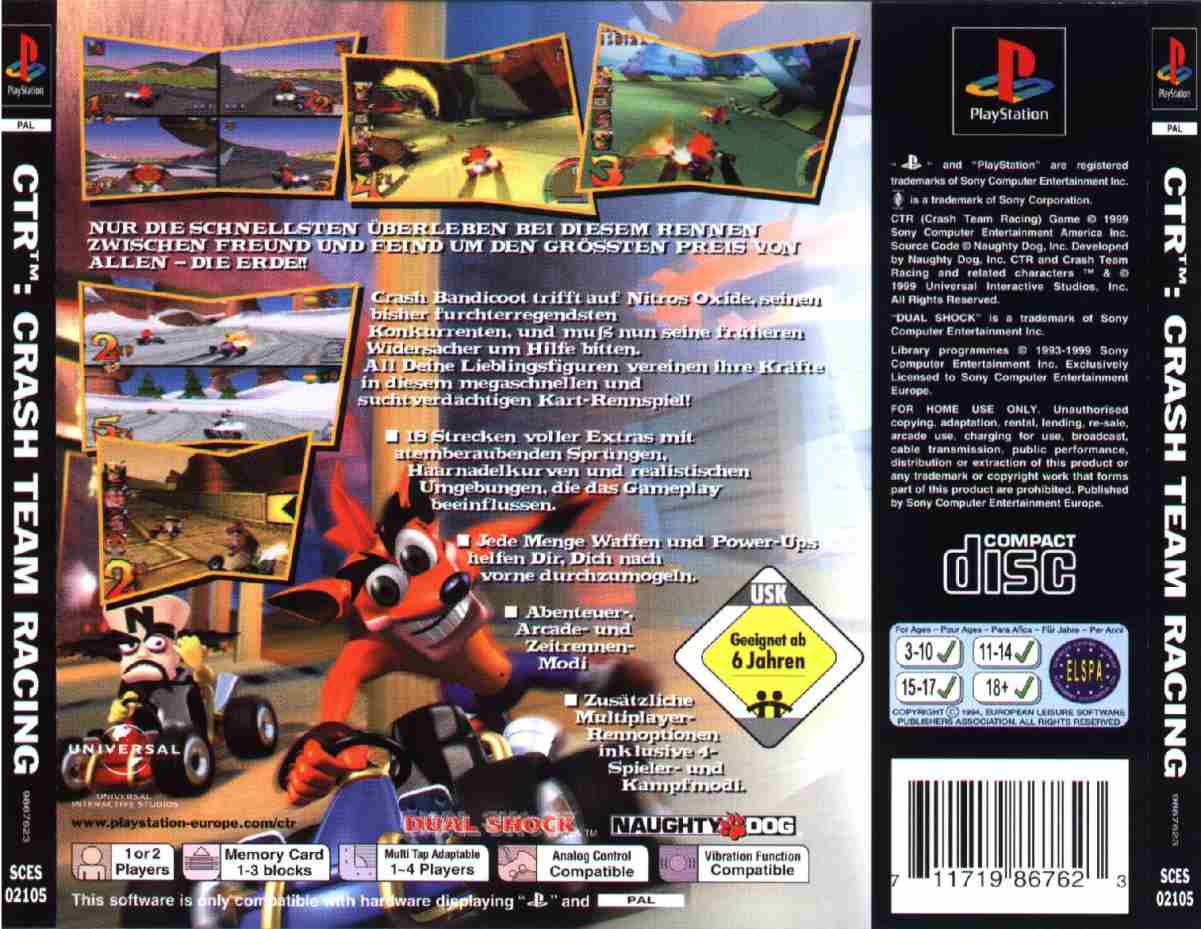 PlayStation
PAL
CTR™: CRASH TEAM RACING
9867623
SCES
02105
NUR DIE SCHNELLSTEN ÜBERLEBEN BEI DIESEM RENNEN
ZWISCHEN FREUND UND FEIND UM DEN GRÖSSTEN PREIS VON
ALLEN – DIE ERDE!!
Crash Bandicoot trifft auf Nitros Oxide, seinen
bisher furchterregendsten
Konkurrenten, und muß nun seine früheren
Widersacher um Hilfe bitten.
All Deine Lieblingsfiguren vereinen ihre Kräfte
in diesem megaschnellen und
suchtverdächtigen Kart-Rennspiel!
■ 18 Strecken voller Extras mit
atemberaubenden Sprüngen,
Haarnadelkurven und realistischen
Umgebungen, die das Gameplay
beeinflussen.
■ Jede Menge Waffen und Power-Ups
helfen Dir, Dich nach
vorne durchzumogeln.
■ Abenteuer-,
Arcade- und
Zeitrennen-
Modi
■ Zusätzliche
Multiplayer-
Rennoptionen
inklusive 4-
Spieler- und
Kampfmodi.
USK
Geeignet ab
6 Jahren
N
UNIVERSAL
UNIVERSAL
INTERACTIVE STUDIOS
www.playstation-europe.com/ctr
DUAL SHOCK™
NAUGHTY DOG
1 or 2
Players
Memory Card
1-3 blocks
Multi Tap Adaptable
1–4 Players
Analog Control
Compatible
Vibration Function
Compatible
This software is only compatible with hardware displaying " " and PAL
PlayStation
" " and "PlayStation" are registered
trademarks of Sony Computer Entertainment Inc.
is a trademark of Sony Corporation.
CTR (Crash Team Racing) Game © 1999
Sony Computer Entertainment America Inc.
Source Code © Naughty Dog, Inc. Developed
by Naughty Dog, Inc. CTR and Crash Team
Racing and related characters ™ & ©
1999 Universal Interactive Studios, Inc.
All Rights Reserved.
"DUAL SHOCK" is a trademark of Sony
Computer Entertainment Inc.
Library programmes © 1993-1999 Sony
Computer Entertainment Inc. Exclusively
Licensed to Sony Computer Entertainment
Europe.
FOR HOME USE ONLY. Unauthorised
copying, adaptation, rental, lending, re-sale,
arcade use, charging for use, broadcast,
cable transmission, public performance,
distribution or extraction of this product or
any trademark or copyright work that forms
part of this product are prohibited. Published
by Sony Computer Entertainment Europe.
COMPACT
disc
For Ages – Pour Ages – Para Años – Für Jahre – Per Anni
3-10
11-14
15-17
18+
ELSPA
COPYRIGHT © 1994, EUROPEAN LEISURE SOFTWARE
PUBLISHERS ASSOCIATION. ALL RIGHTS RESERVED
7 11719 86762 3
PlayStation
PAL
CTR™: CRASH TEAM RACING
9867623
SCES
02105